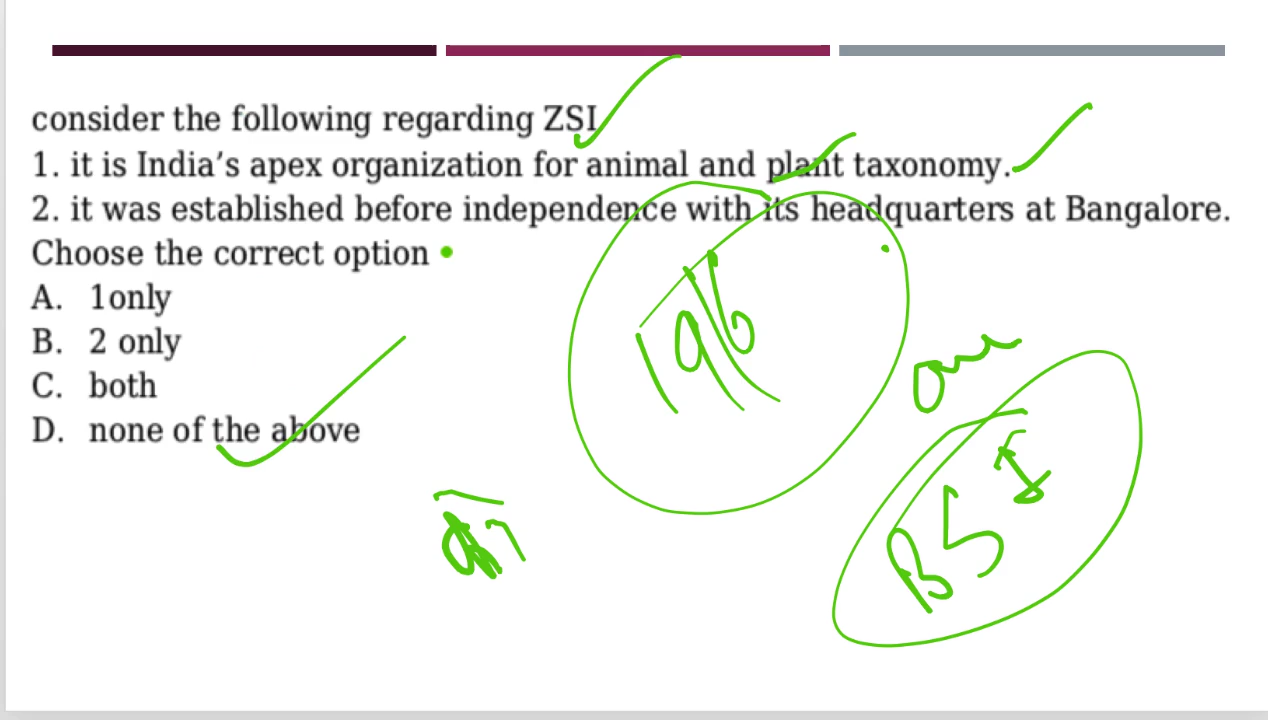 consider the following regarding ZSI
1. it is India’s apex organization for animal and plant taxonomy.
2. it was established before independence with its headquarters at Bangalore.
Choose the correct option
A. 1only
B. 2 only
C. both
D. none of the above
BSI